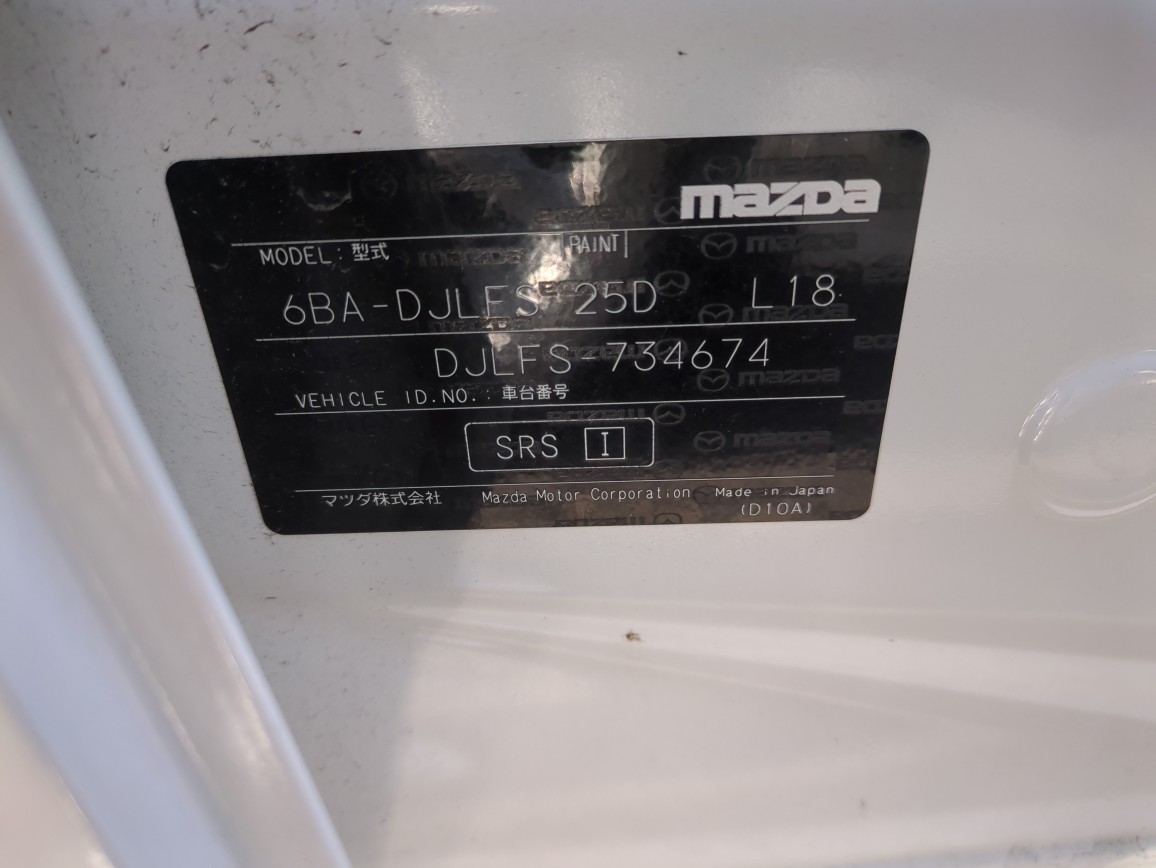 mazda
MODEL : 型式 PAINT
6BA-DJLFS 25D L18
DJLFS-734674
VEHICLE ID.NO. : 車台番号
SRS I
マツダ株式会社 Mazda Motor Corporation Made in Japan
(D10A)